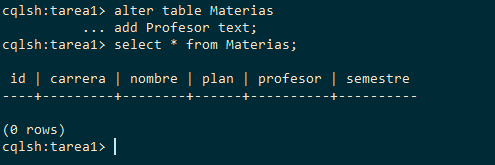 cqlsh:tarea1> alter table Materias
... add Profesor text;
cqlsh:tarea1> select * from Materias;
id | carrera | nombre | plan | profesor | semestre
----+---------+--------+------+----------+----------
(0 rows)
cqlsh:tarea1>